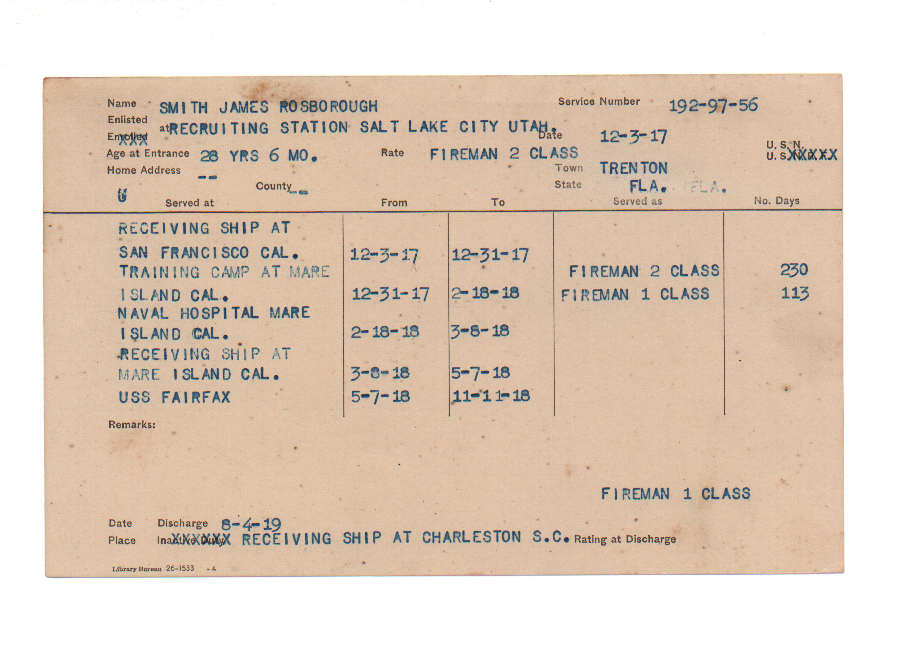 Name SMITH JAMES ROSBOROUGH Service Number 192-97-56
Enlisted
Enrolled at RECRUITING STATION SALT LAKE CITY UTAH. Date 12-3-17
Age at Entrance 28 YRS 6 MO. Rate FIREMAN 2 CLASS U. S. N.
Home Address -- Town TRENTON U. S.
County -- State FLA. FLA.
Served at From To Served as No. Days
RECEIVING SHIP AT
SAN FRANCISCO CAL. 12-3-17 12-31-17
TRAINING CAMP AT MARE FIREMAN 2 CLASS 230
ISLAND CAL. 12-31-17 2-18-18 FIREMAN 1 CLASS 113
NAVAL HOSPITAL MARE
ISLAND CAL. 2-18-18 3-8-18
RECEIVING SHIP AT
MARE ISLAND CAL. 3-8-18 5-7-18
USS FAIRFAX 5-7-18 11-11-18
Remarks:
FIREMAN 1 CLASS
Date Discharge 8-4-19
Place Inactive Duty XXXXXX RECEIVING SHIP AT CHARLESTON S.C. Rating at Discharge
Library Bureau 26-1533 -A